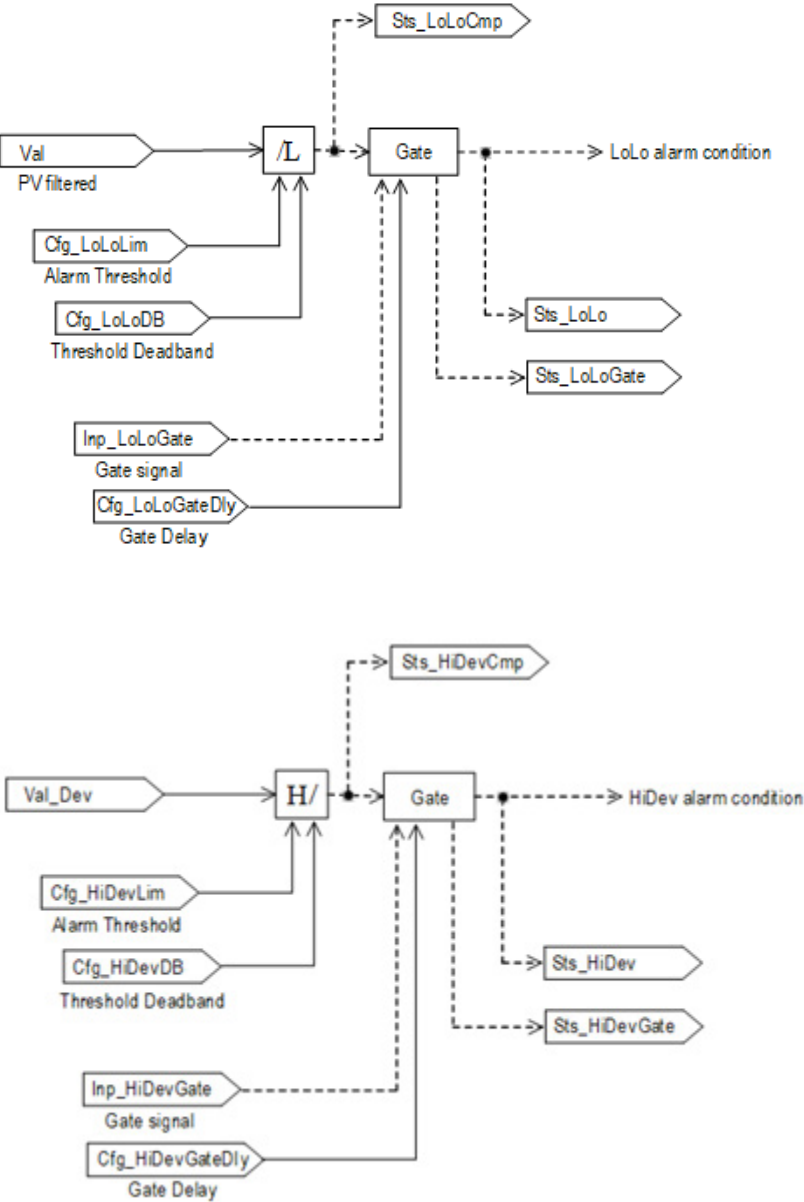 Sts_LoLoCmp
Val
/L
Gate
LoLo alarm condition
PV filtered
Cfg_LoLoLim
Alarm Threshold
Cfg_LoLoDB
Sts_LoLo
Threshold Deadband
Sts_LoLoGate
Inp_LoLoGate
Gate signal
Cfg_LoLoGateDly
Gate Delay
Sts_HiDevCmp
Val_Dev
H/
Gate
HiDev alarm condition
Cfg_HiDevLim
Alarm Threshold
Cfg_HiDevDB
Sts_HiDev
Threshold Deadband
Sts_HiDevGate
Inp_HiDevGate
Gate signal
Cfg_HiDevGateDly
Gate Delay